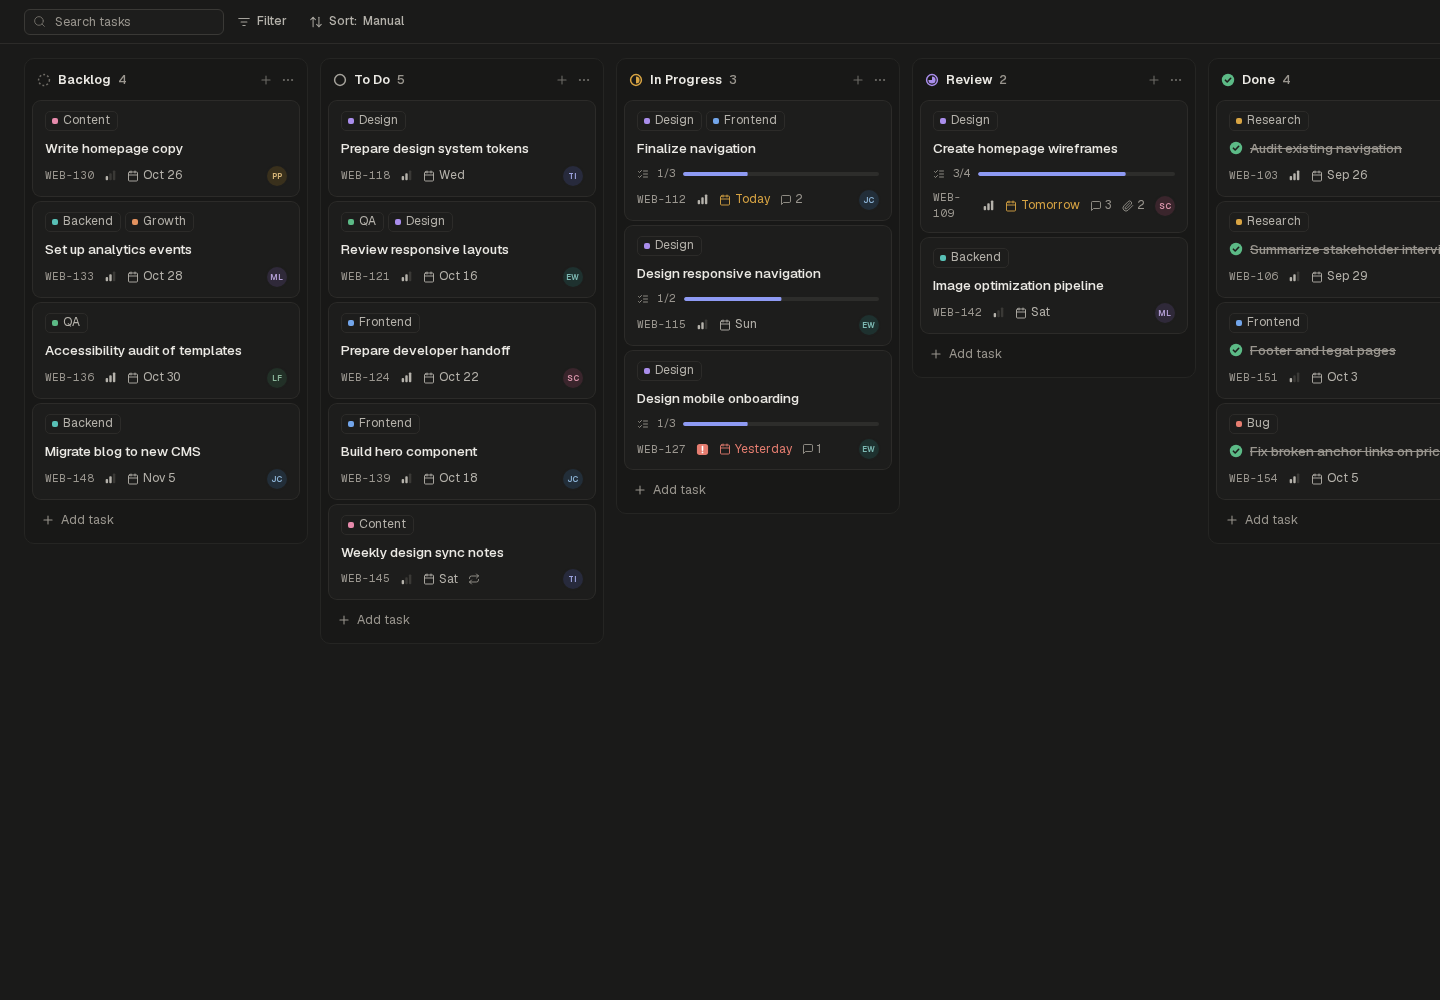 Search tasks
Filter
Sort: Manual
Backlog 4
Content
Write homepage copy
WEB-130 Oct 26 PP
Backend Growth
Set up analytics events
WEB-133 Oct 28 ML
QA
Accessibility audit of templates
WEB-136 Oct 30 LF
Backend
Migrate blog to new CMS
WEB-148 Nov 5 JC
Add task
To Do 5
Design
Prepare design system tokens
WEB-118 Wed TI
QA Design
Review responsive layouts
WEB-121 Oct 16 EW
Frontend
Prepare developer handoff
WEB-124 Oct 22 SC
Frontend
Build hero component
WEB-139 Oct 18 JC
Content
Weekly design sync notes
WEB-145 Sat TI
Add task
In Progress 3
Design Frontend
Finalize navigation
1/3
WEB-112 Today 2 JC
Design
Design responsive navigation
1/2
WEB-115 Sun EW
Design
Design mobile onboarding
1/3
WEB-127 Yesterday 1 EW
Add task
Review 2
Design
Create homepage wireframes
3/4
WEB-
109 Tomorrow 3 2 SC
Backend
Image optimization pipeline
WEB-142 Sat ML
Add task
Done 4
Research
Audit existing navigation
WEB-103 Sep 26
Research
Summarize stakeholder intervi
WEB-106 Sep 29
Frontend
Footer and legal pages
WEB-151 Oct 3
Bug
Fix broken anchor links on pric
WEB-154 Oct 5
Add task